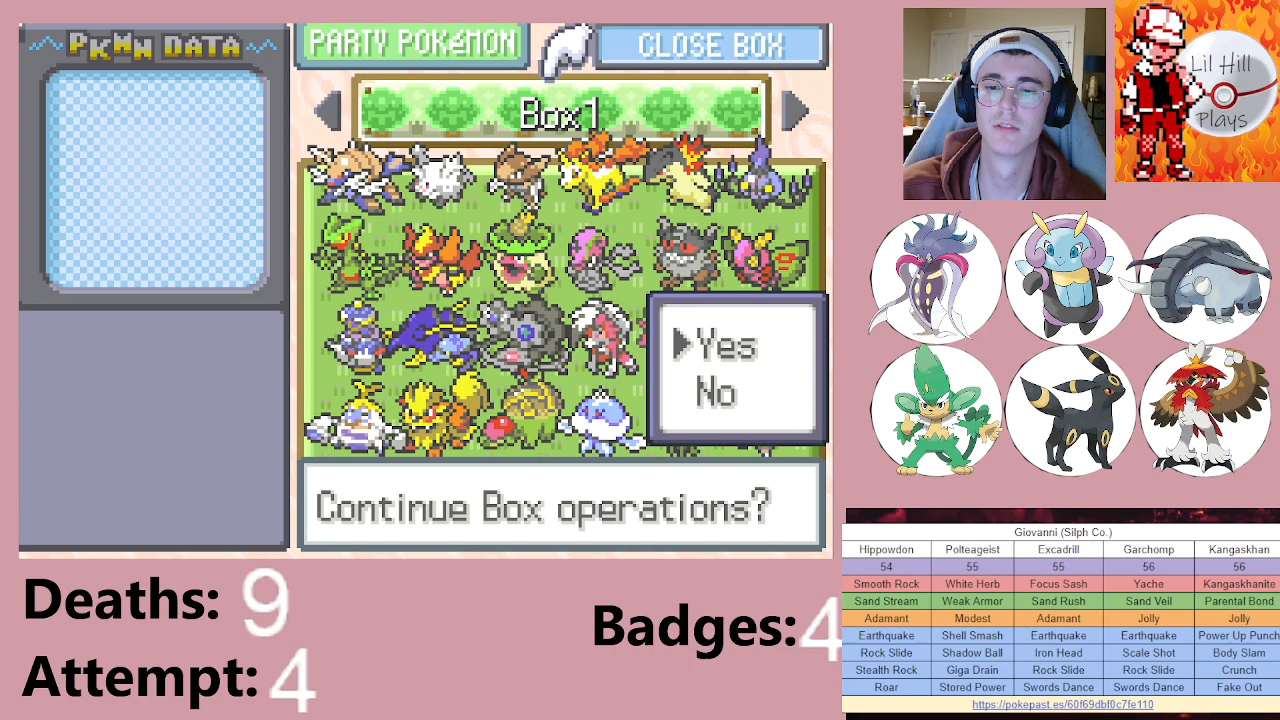 PKMN DATA
PARTY POKéMON
CLOSE BOX
Box1
Yes
No
Continue Box operations?
Lil Hill
Plays
Deaths: 9
Attempt: 4
Badges: 4
Giovanni (Silph Co.)
Hippowdon Polteageist Excadrill Garchomp Kangaskhan
54 55 55 56 56
Smooth Rock White Herb Focus Sash Yache Kangaskhanite
Sand Stream Weak Armor Sand Rush Sand Veil Parental Bond
Adamant Modest Adamant Jolly Jolly
Earthquake Shell Smash Earthquake Earthquake Power Up Punch
Rock Slide Shadow Ball Iron Head Scale Shot Body Slam
Stealth Rock Giga Drain Rock Slide Rock Slide Crunch
Roar Stored Power Swords Dance Swords Dance Fake Out
https://pokepast.es/60f69dbf0c7fe110